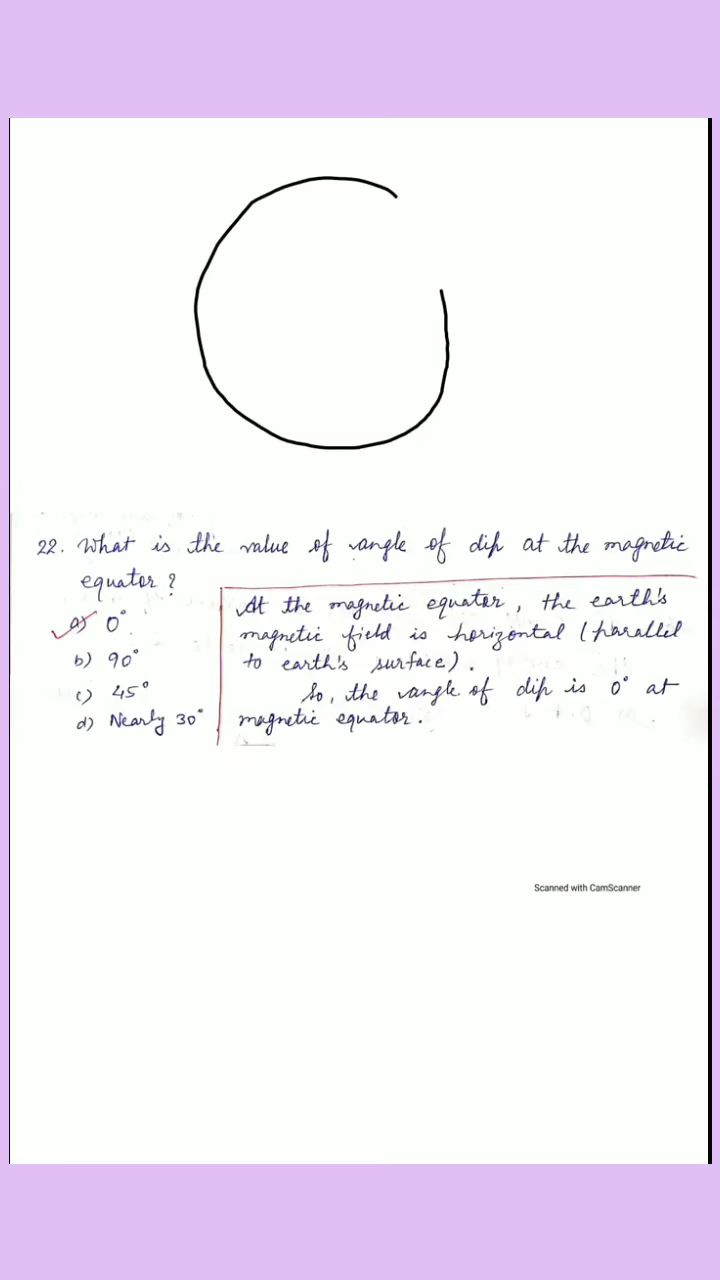 22. What is the value of angle of dip at the magnetic
equator?
a) 0°
b) 90°
c) 45°
d) Nearly 30°
At the magnetic equator, the earth's
magnetic field is horizontal (parallel
to earth's surface).
So, the angle of dip is 0° at
magnetic equator.
Scanned with CamScanner